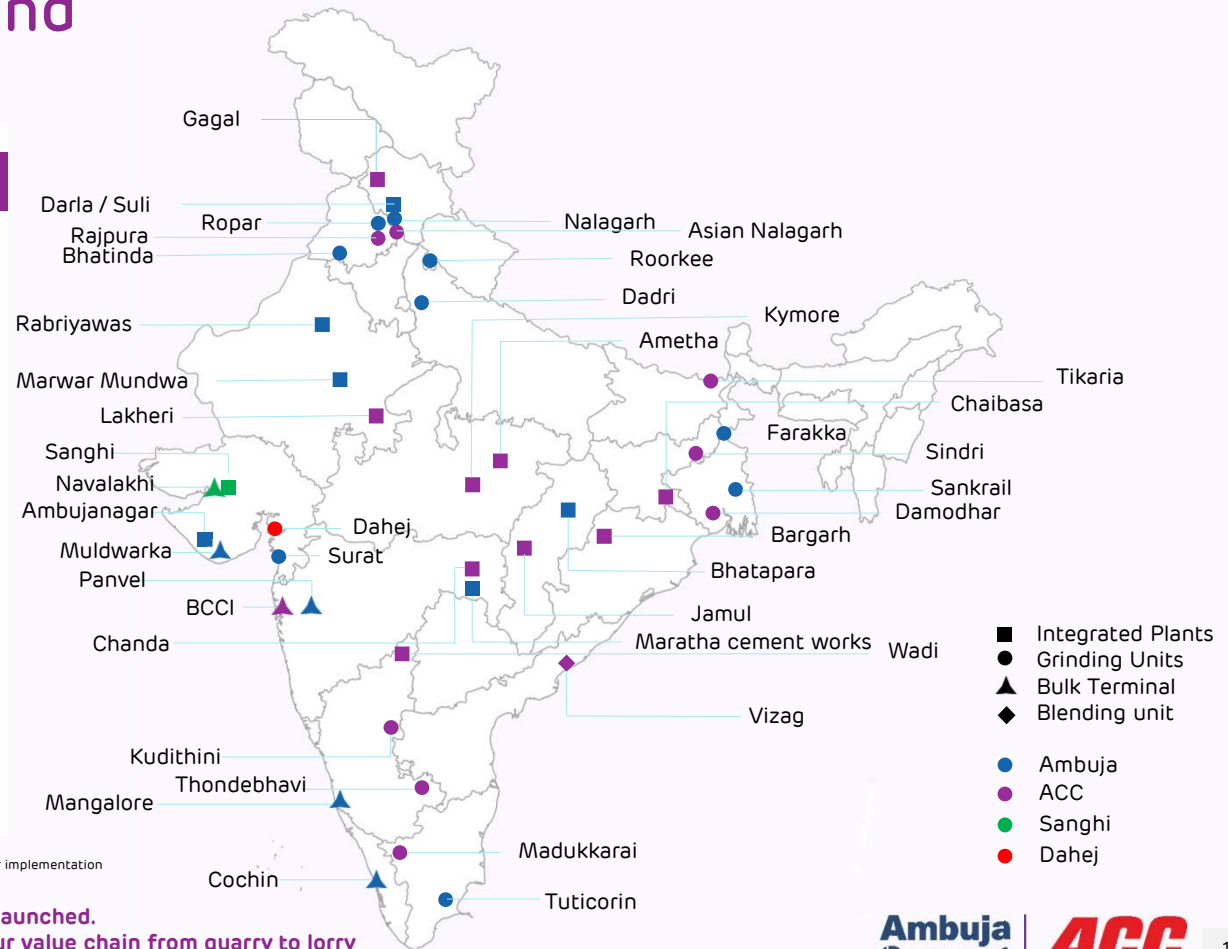 nd
Gagal
Darla / Suli
Ropar
Rajpura
Bhatinda
Nalagarh
Asian Nalagarh
Roorkee
Dadri
Kymore
Ametha
Rabriyawas
Marwar Mundwa
Lakheri
Tikaria
Chaibasa
Farakka
Sindri
Sankrail
Damodhar
Bargarh
Bhatapara
Jamul
Maratha cement works
Wadi
Vizag
Sanghi
Navalakhi
Ambujanagar
Muldwarka
Dahej
Surat
Panvel
BCCI
Chanda
Kudithini
Thondebhavi
Mangalore
Cochin
Madukkarai
Tuticorin
Integrated Plants
Grinding Units
Bulk Terminal
Blending unit
Ambuja
ACC
Sanghi
Dahej
implementation
aunched.
ur value chain from quarry to lorry
Ambuja
ACC
1